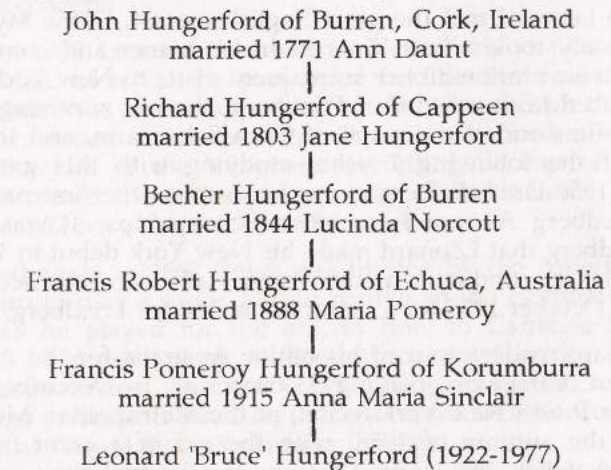 John Hungerford of Burren, Cork, Ireland
married 1771 Ann Daunt
Richard Hungerford of Cappeen
married 1803 Jane Hungerford
Becher Hungerford of Burren
married 1844 Lucinda Norcott
Francis Robert Hungerford of Echuca, Australia
married 1888 Maria Pomeroy
Francis Pomeroy Hungerford of Korumburra
married 1915 Anna Maria Sinclair
Leonard 'Bruce' Hungerford (1922-1977)